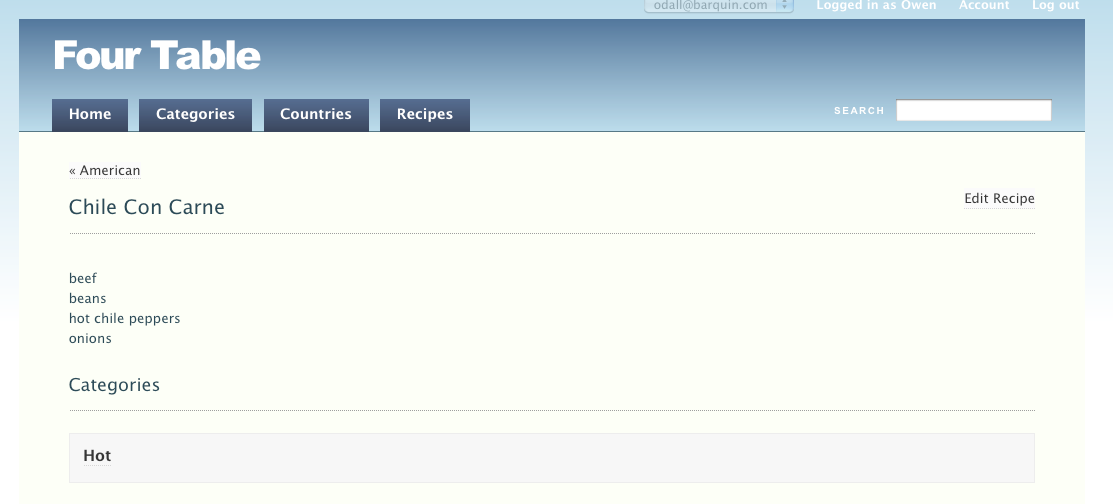 odall@barquin.com Logged in as Owen Account Log out
Four Table
Home Categories Countries Recipes SEARCH
« American
Chile Con Carne Edit Recipe
beef
beans
hot chile peppers
onions
Categories
Hot